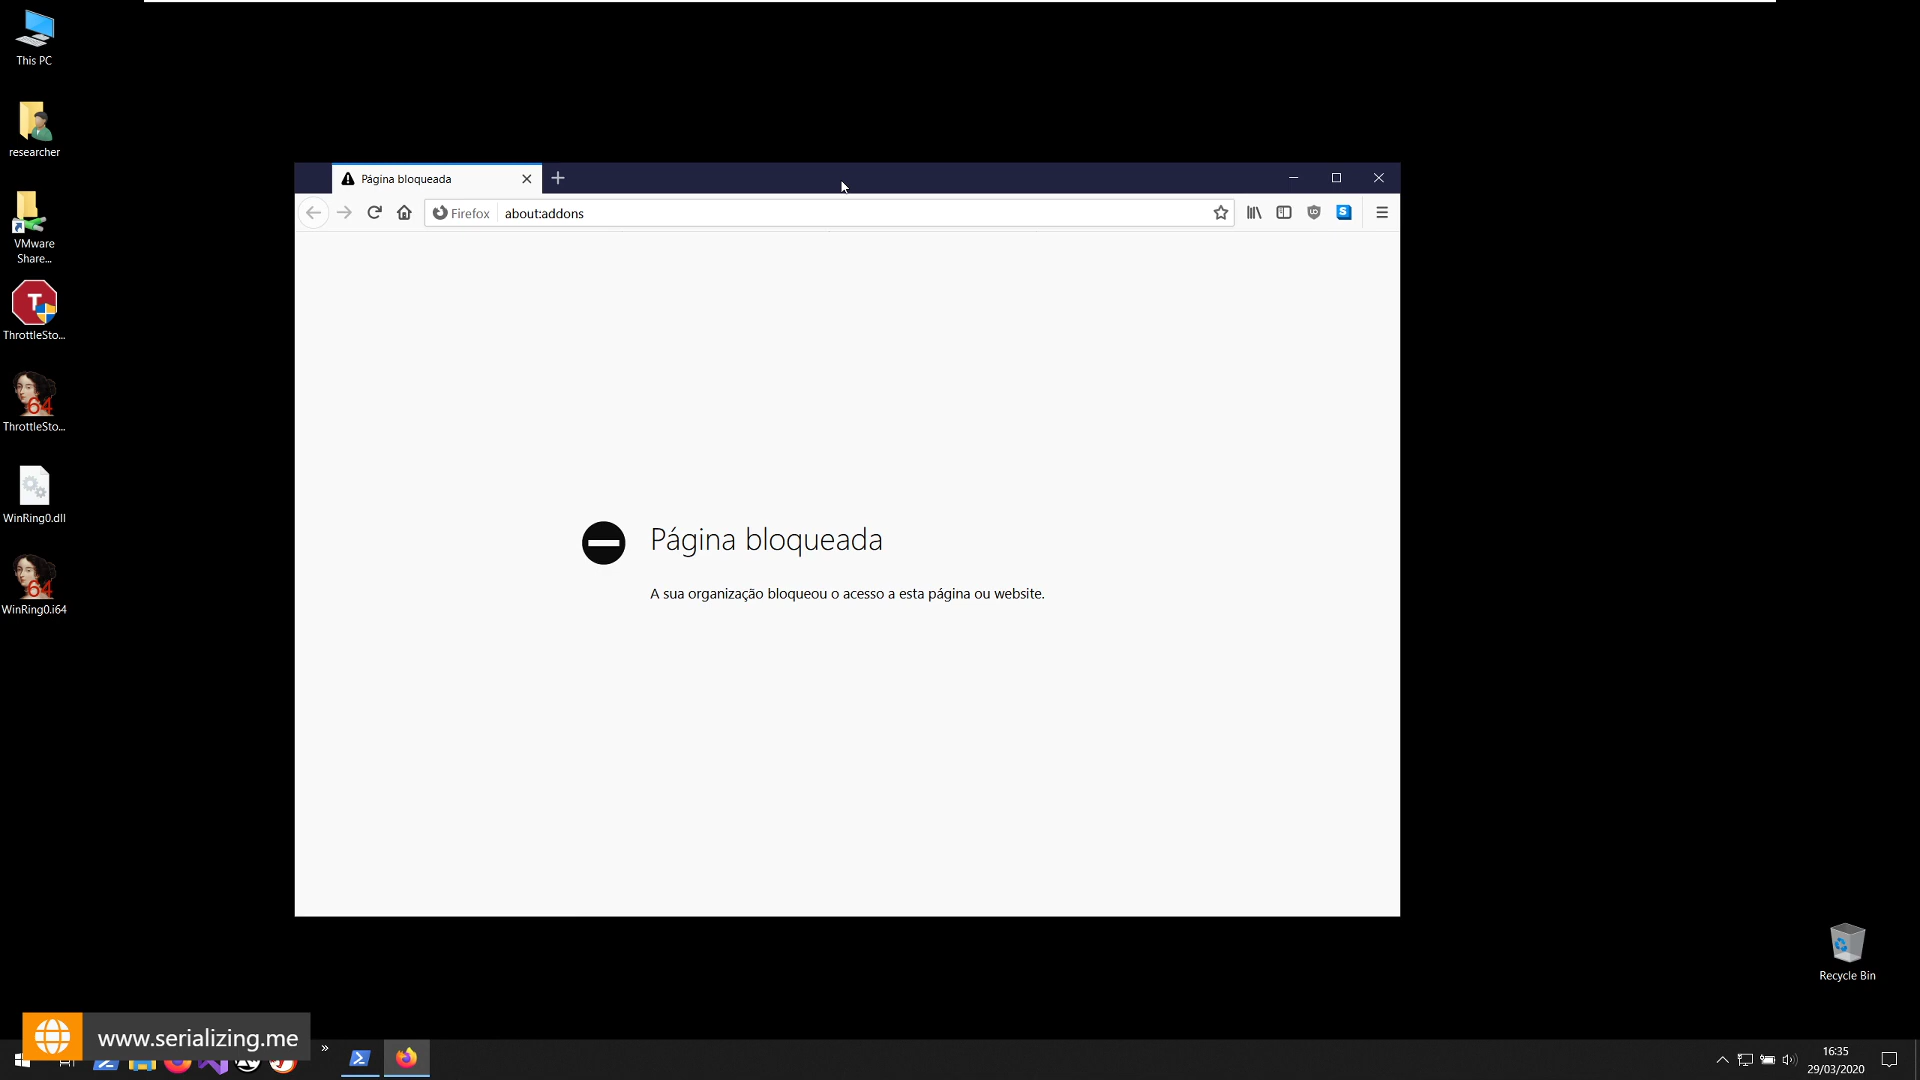 This PC
researcher
VMware
Share...
ThrottleSto...
ThrottleSto...
WinRing0.dll
WinRing0.i64
Página bloqueada
Firefox
about:addons
Página bloqueada
A sua organização bloqueou o acesso a esta página ou website.
Recycle Bin
www.serializing.me
16:35
29/03/2020